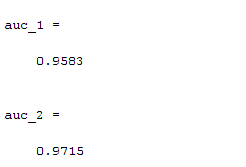 auc_1 =
0.9583
auc_2 =
0.9715